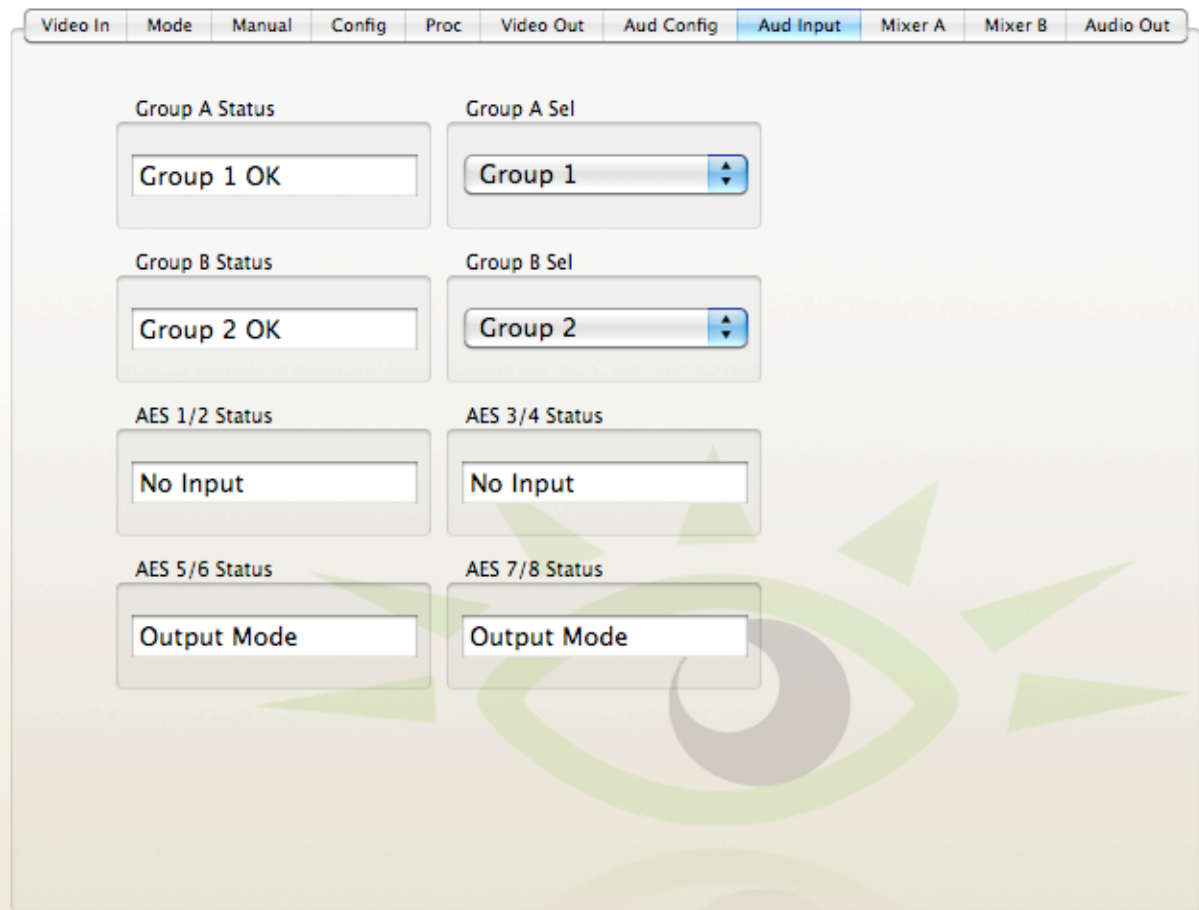 Video In Mode Manual Config Proc Video Out Aud Config Aud Input Mixer A Mixer B Audio Out
Group A Status Group A Sel
Group 1 OK Group 1
Group B Status Group B Sel
Group 2 OK Group 2
AES 1/2 Status AES 3/4 Status
No Input No Input
AES 5/6 Status AES 7/8 Status
Output Mode Output Mode